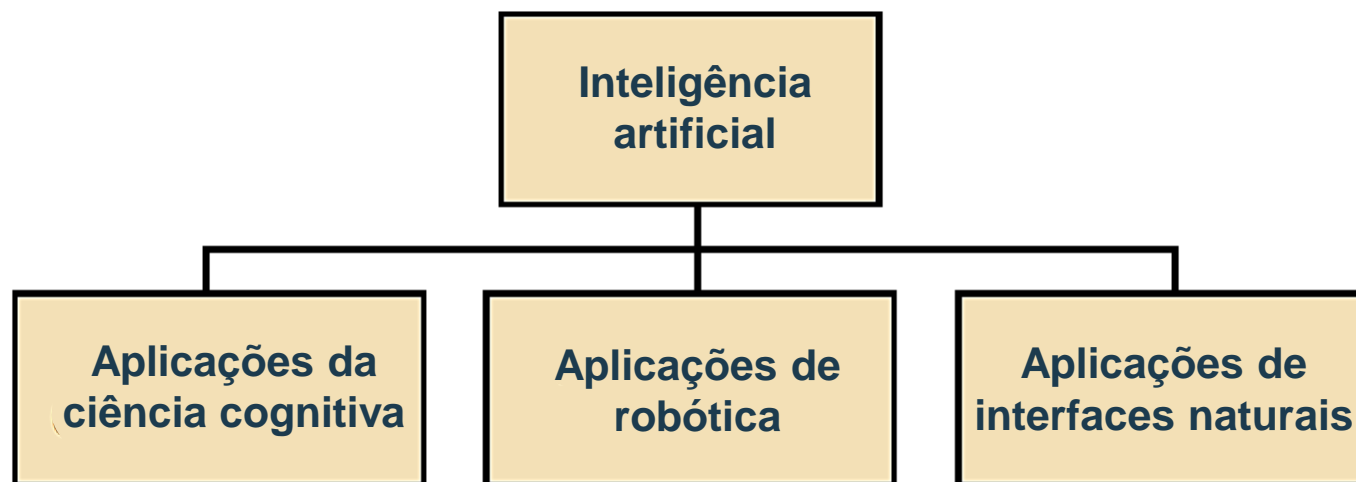 Inteligência
artificial
Aplicações da
ciência cognitiva
Aplicações de
robótica
Aplicações de
interfaces naturais